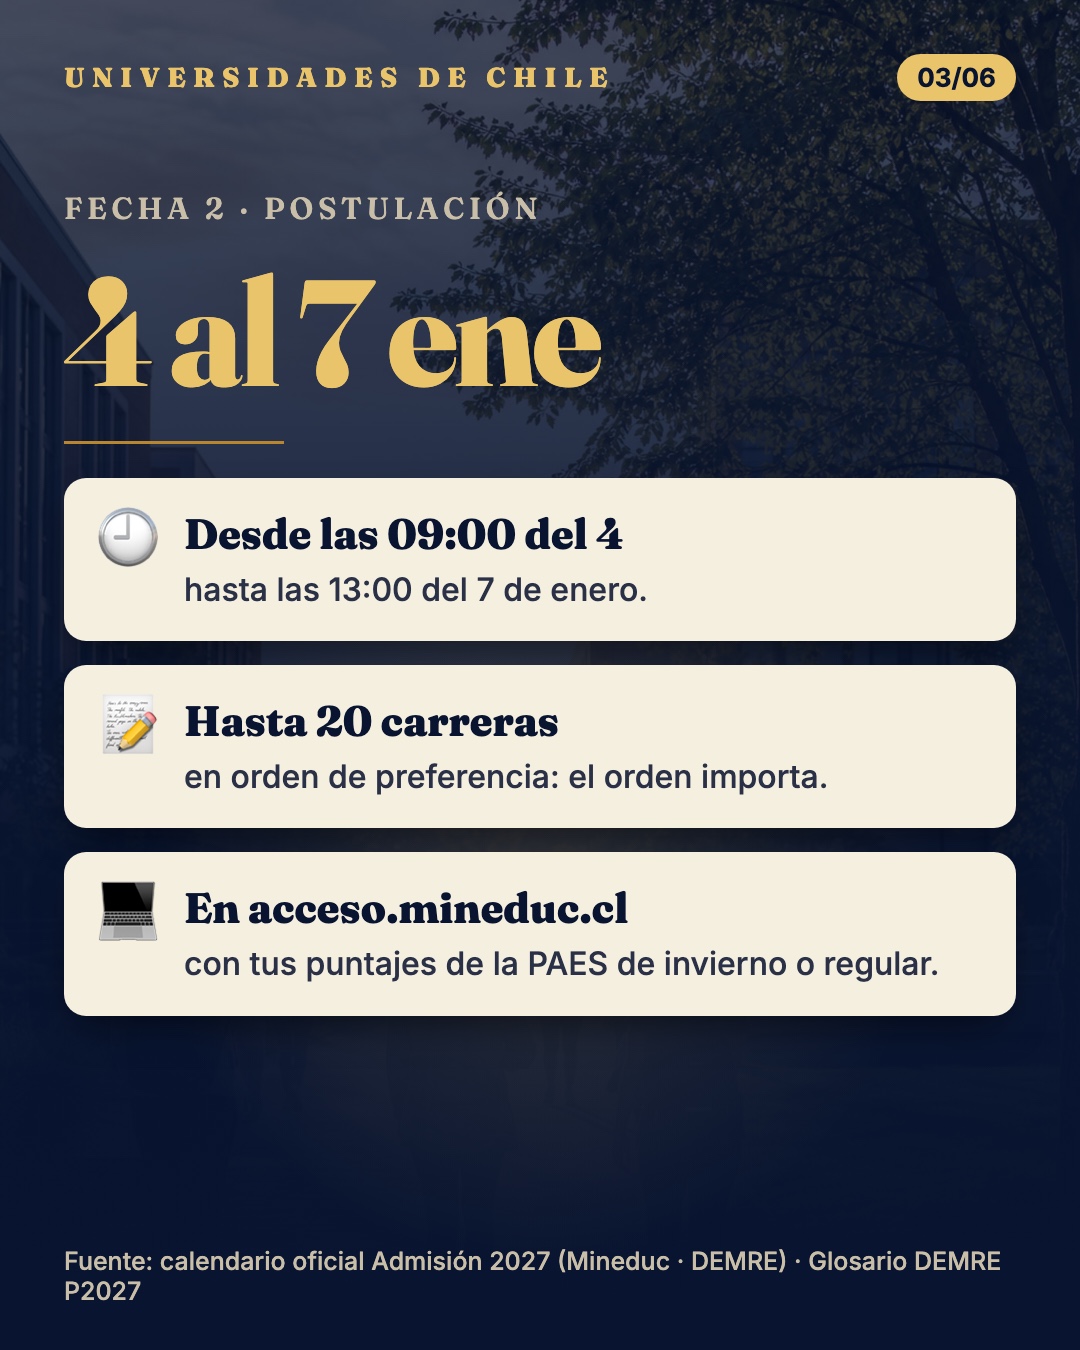 UNIVERSIDADES DE CHILE
03/06
FECHA 2 · POSTULACIÓN
4 al 7 ene
Desde las 09:00 del 4
hasta las 13:00 del 7 de enero.
Hasta 20 carreras
en orden de preferencia: el orden importa.
En acceso.mineduc.cl
con tus puntajes de la PAES de invierno o regular.
Fuente: calendario oficial Admisión 2027 (Mineduc · DEMRE) · Glosario DEMRE
P2027